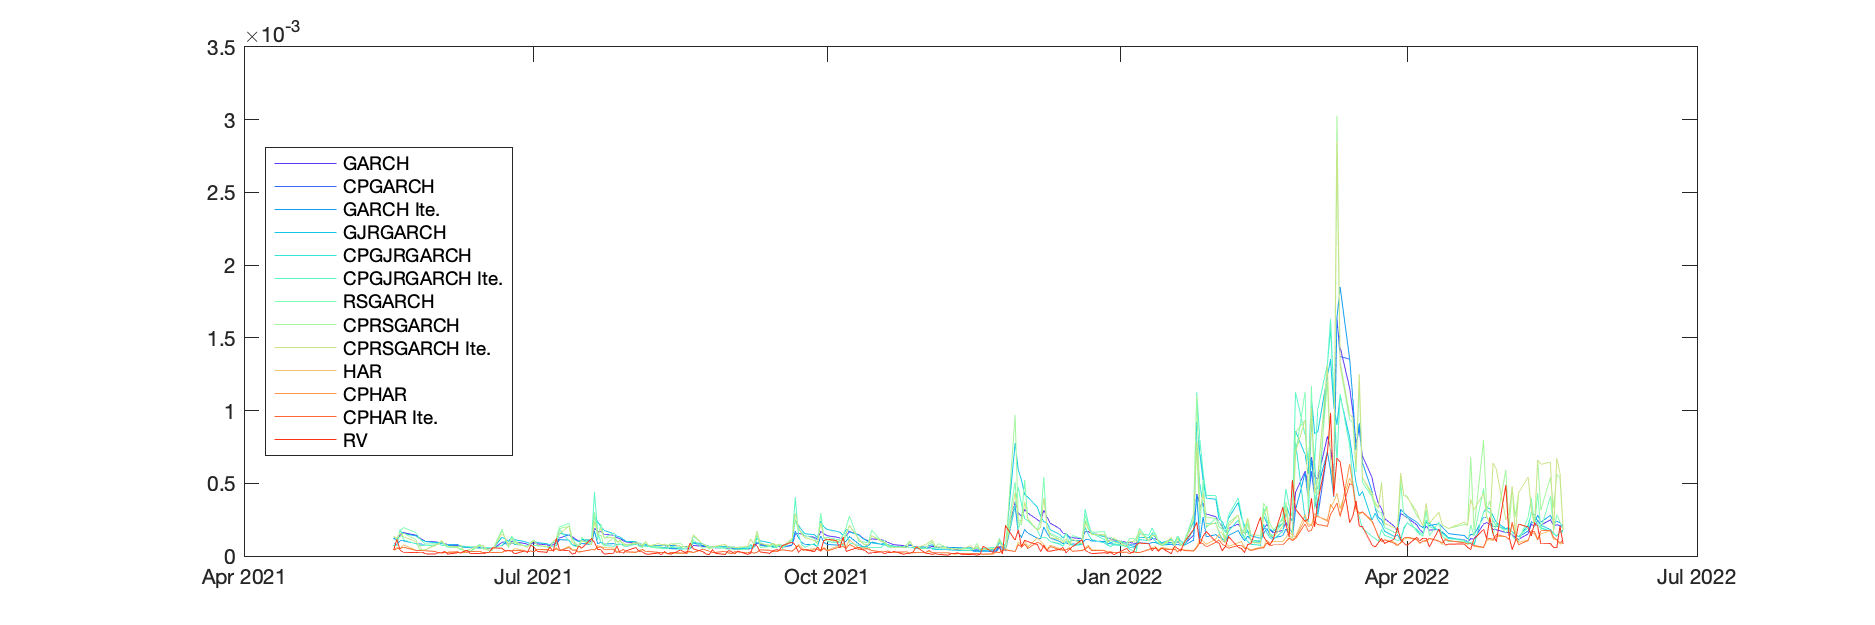 ×10-3
3.5
3
2.5
2
1.5
1
0.5
0
GARCH
CPGARCH
GARCH Ite.
GJRGARCH
CPGJRGARCH
CPGJRGARCH Ite.
RSGARCH
CPRSGARCH
CPRSGARCH Ite.
HAR
CPHAR
CPHAR Ite.
RV
Apr 2021 Jul 2021 Oct 2021 Jan 2022 Apr 2022 Jul 2022